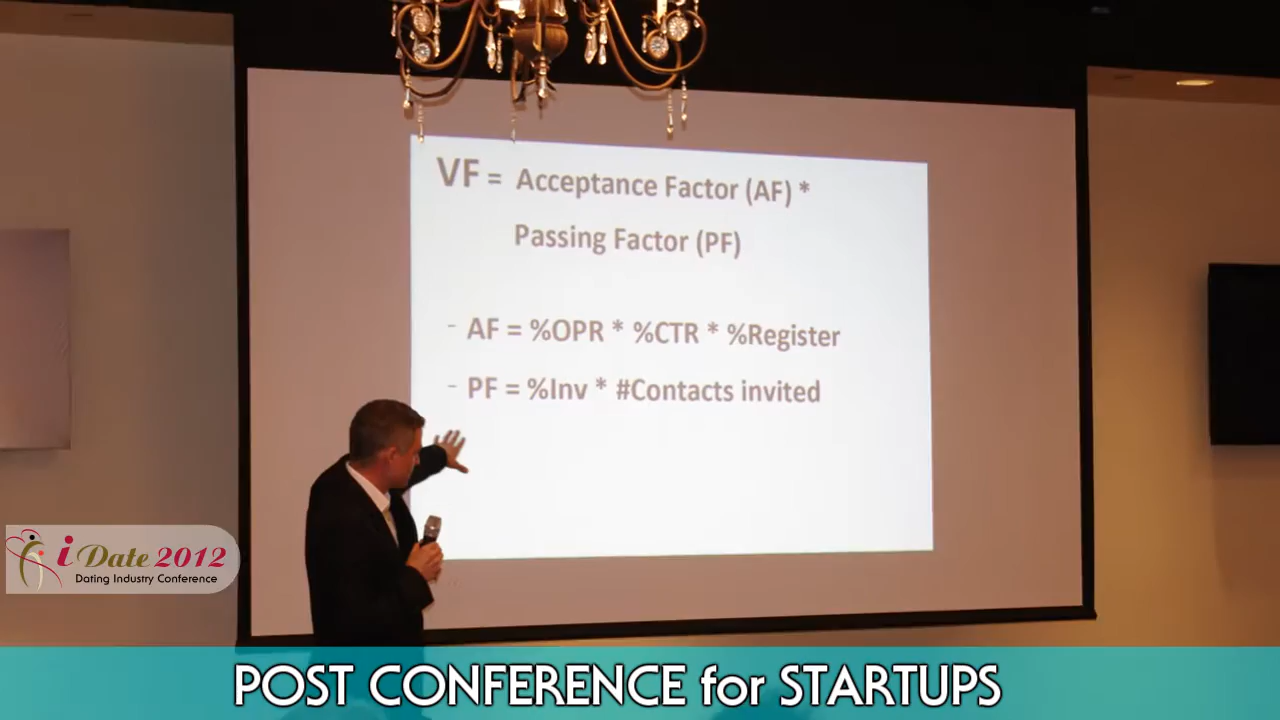 VF = Acceptance Factor (AF) *
Passing Factor (PF)
- AF = %OPR * %CTR * %Register
- PF = %Inv * #Contacts invited
i Date 2012
Dating Industry Conference
POST CONFERENCE for STARTUPS